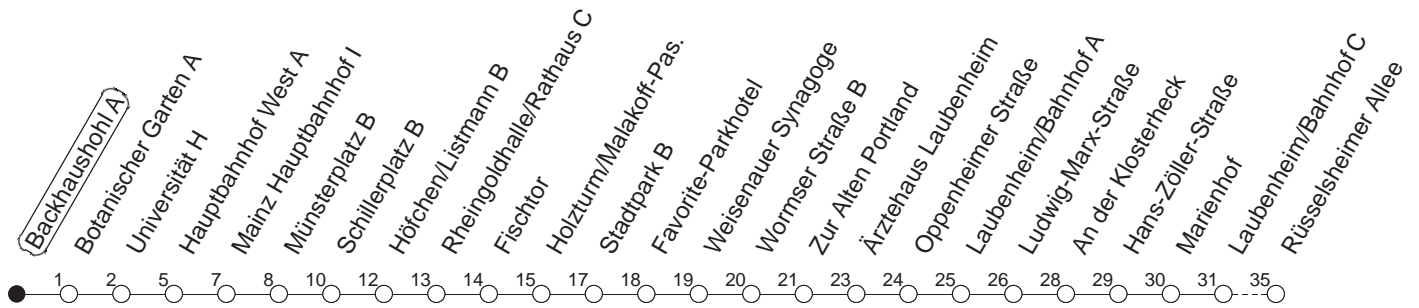 Backhaushohl A
Botanischer Garten A
Universität H
Hauptbahnhof West A
Mainz Hauptbahnhof I
Münsterplatz B
Schillerplatz B
Höfchen/Listmann B
Rheingoldhalle/Rathaus C
Fischtor
Holzturm/Malakoff-Pas.
Stadtpark B
Favorite-Parkhotel
Weisenauer Synagoge
Wormser Straße B
Zur Alten Portland
Ärztehaus Laubenheim
Oppenheimer Straße
Laubenheim/Bahnhof A
Ludwig-Marx-Straße
An der Klosterheck
Hans-Zöller-Straße
Marienhof
Laubenheim/Bahnhof C
Rüsselsheimer Allee
1 2 5 7 8 10 12 13 14 15 17 18 19 20 21 23 24 25 26 28 29 30 31 35